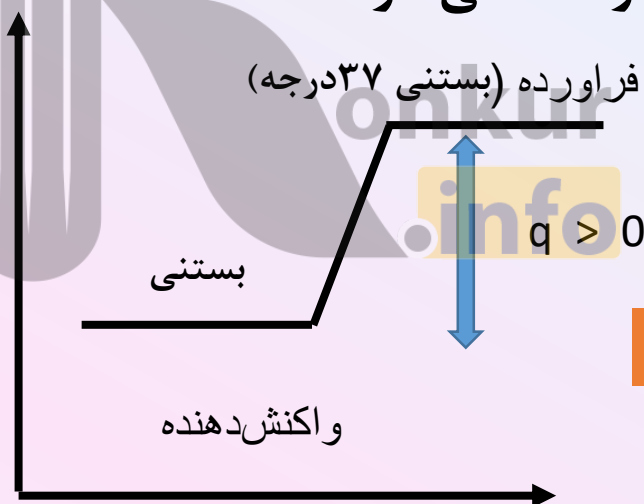 فراورده (بستنی ۳۷درجه)
onkur
.info
q > 0
بستنی
واکنش‌دهنده